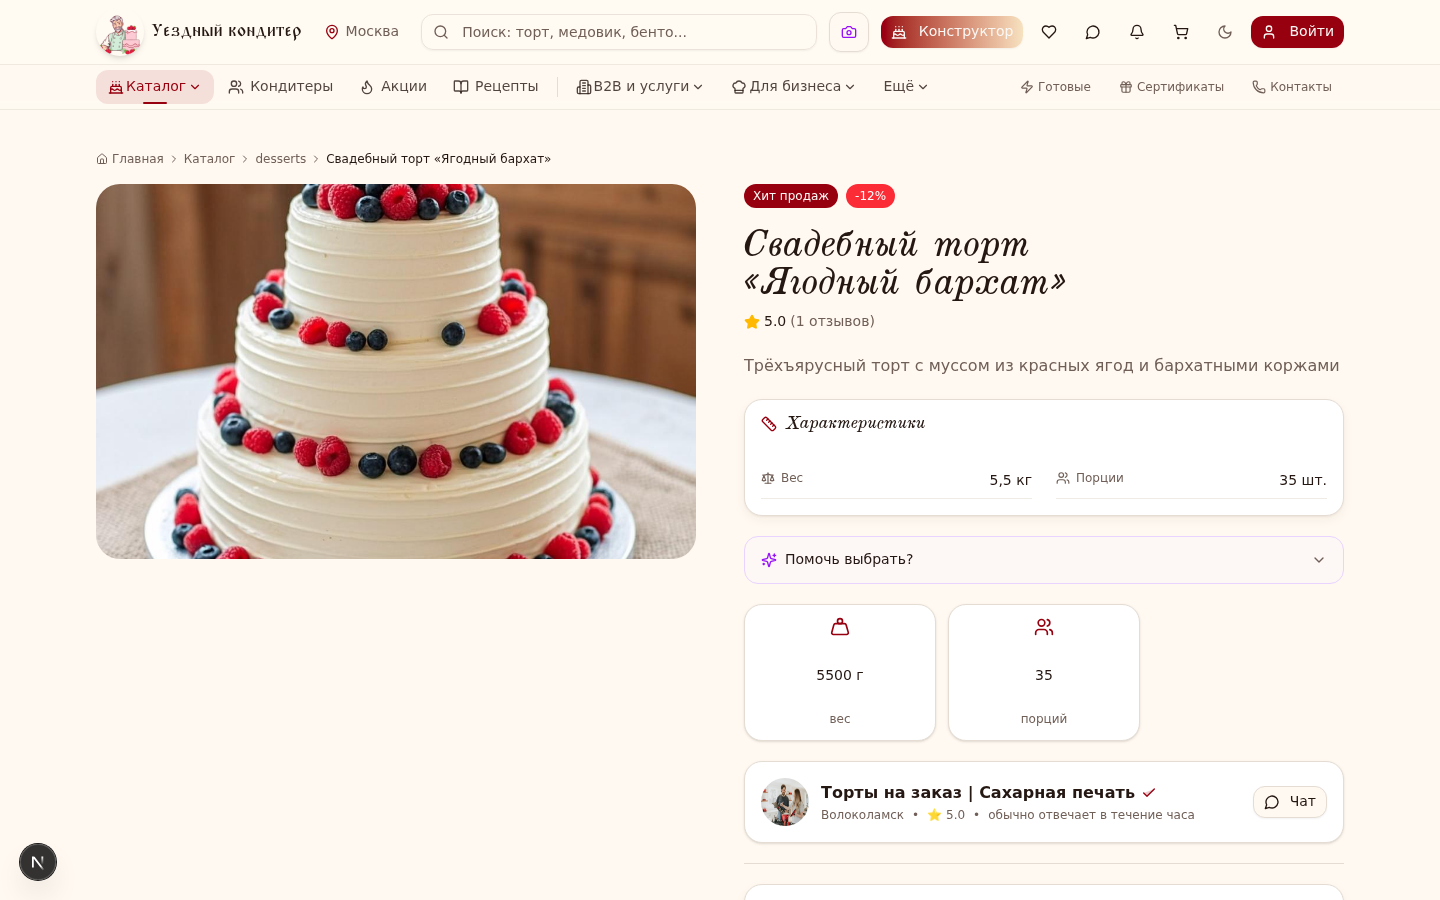 Уездный кондитер
Москва
Поиск: торт, медовик, бенто...
Конструктор
Войти
Каталог
Кондитеры
Акции
Рецепты
B2B и услуги
Для бизнеса
Ещё
Готовые
Сертификаты
Контакты
Главная > Каталог > desserts > Свадебный торт «Ягодный бархат»
Хит продаж
-12%
Свадебный торт
«Ягодный бархат»
5.0 (1 отзывов)
Трёхъярусный торт с муссом из красных ягод и бархатными коржами
Характеристики
Вес 5,5 кг
Порции 35 шт.
Помочь выбрать?
5500 г
вес
35
порций
Торты на заказ | Сахарная печать
Волоколамск • ⭐ 5.0 • обычно отвечает в течение часа
Чат
N